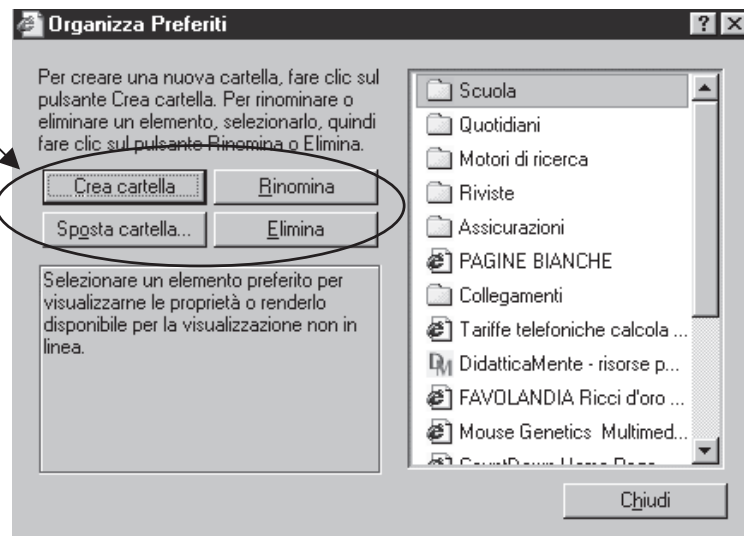 Organizza Preferiti
Per creare una nuova cartella, fare clic sul
pulsante Crea cartella. Per rinominare o
eliminare un elemento, selezionarlo, quindi
fare clic sul pulsante Rinomina o Elimina.
Crea cartella
Rinomina
Sposta cartella...
Elimina
Selezionare un elemento preferito per
visualizzarne le proprietà o renderlo
disponibile per la visualizzazione non in
linea.
Scuola
Quotidiani
Motori di ricerca
Riviste
Assicurazioni
PAGINE BIANCHE
Collegamenti
Tariffe telefoniche calcola ...
DidatticaMente - risorse p...
FAVOLANDIA Ricci d'oro ...
Mouse Genetics Multimed...
Chiudi